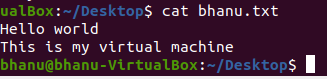 ualBox:~/Desktop$ cat bhanu.txt
Hello world
This is my virtual machine
bhanu@bhanu-VirtualBox:~/Desktop$